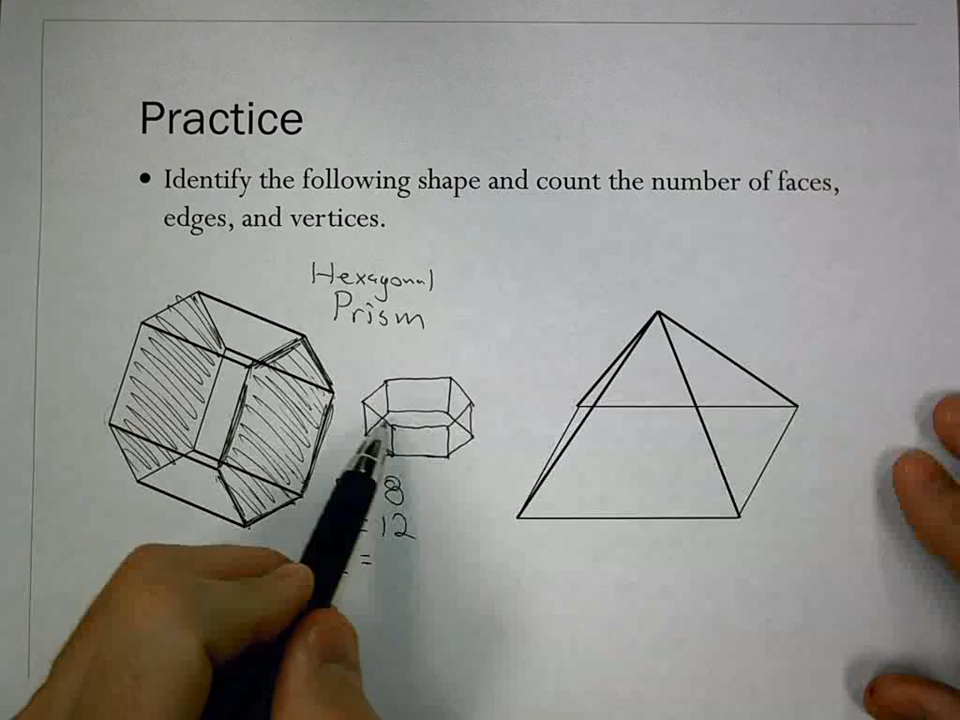 Practice
• Identify the following shape and count the number of faces,
edges, and vertices.
Hexagonal
Prism
8
= 12
=